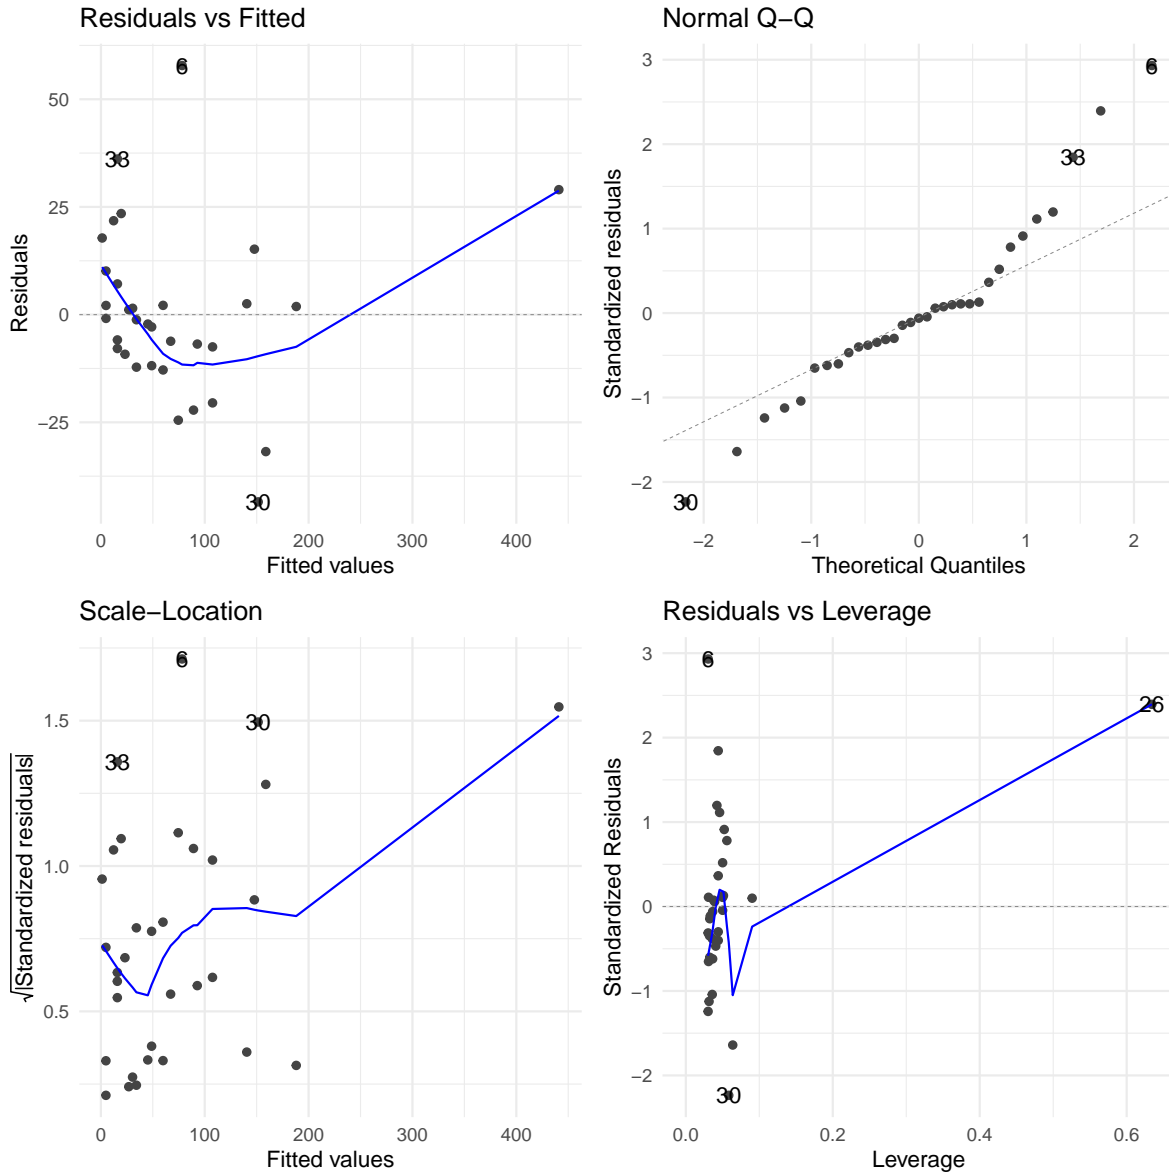 Residuals vs Fitted
6
38
30
50
25
0
−25
Residuals
0 100 200 300 400
Fitted values
Normal Q−Q
6
38
30
3
2
1
0
−1
−2
Standardized residuals
−2 −1 0 1 2
Theoretical Quantiles
Scale−Location
6
30
38
1.5
1.0
0.5
√|Standardized residuals|
0 100 200 300 400
Fitted values
Residuals vs Leverage
6
26
30
3
2
1
0
−1
−2
Standardized Residuals
0.0 0.2 0.4 0.6
Leverage